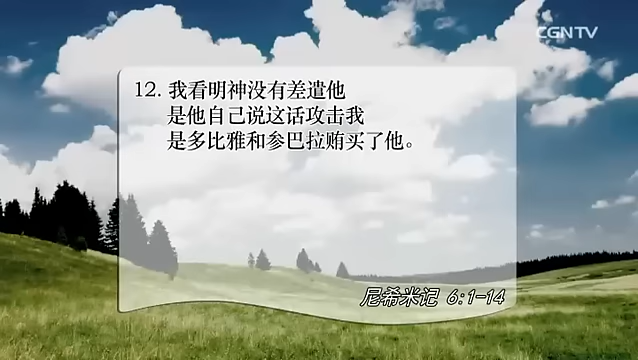 CGNTV
12. 我看明神没有差遣他
是他自己说这话攻击我
是多比雅和参巴拉贿买了他。
尼希米记 6:1-14